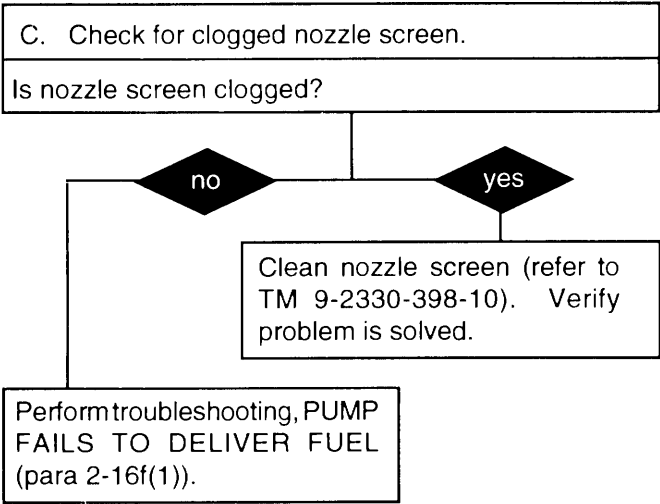 C. Check for clogged nozzle screen.
Is nozzle screen clogged?
no
yes
Clean nozzle screen (refer to
TM 9-2330-398-10). Verify
problem is solved.
Perform troubleshooting, PUMP
FAILS TO DELIVER FUEL
(para 2-16f(1)).